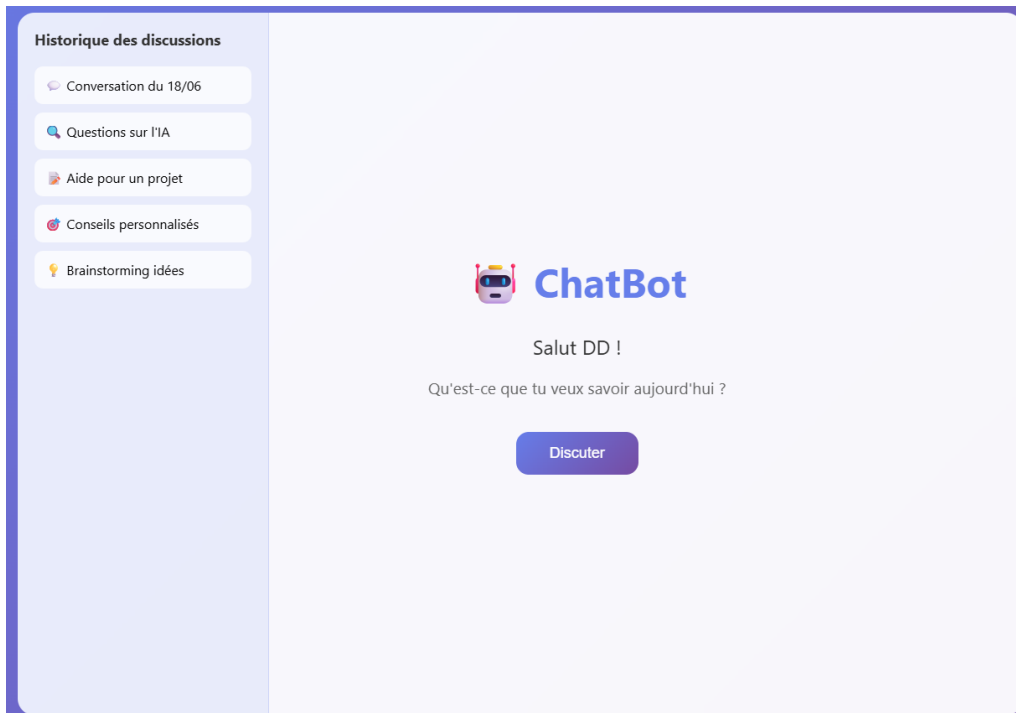 Historique des discussions
Conversation du 18/06
Questions sur l'IA
Aide pour un projet
Conseils personnalisés
Brainstorming idées
ChatBot
Salut DD !
Qu'est-ce que tu veux savoir aujourd'hui ?
Discuter